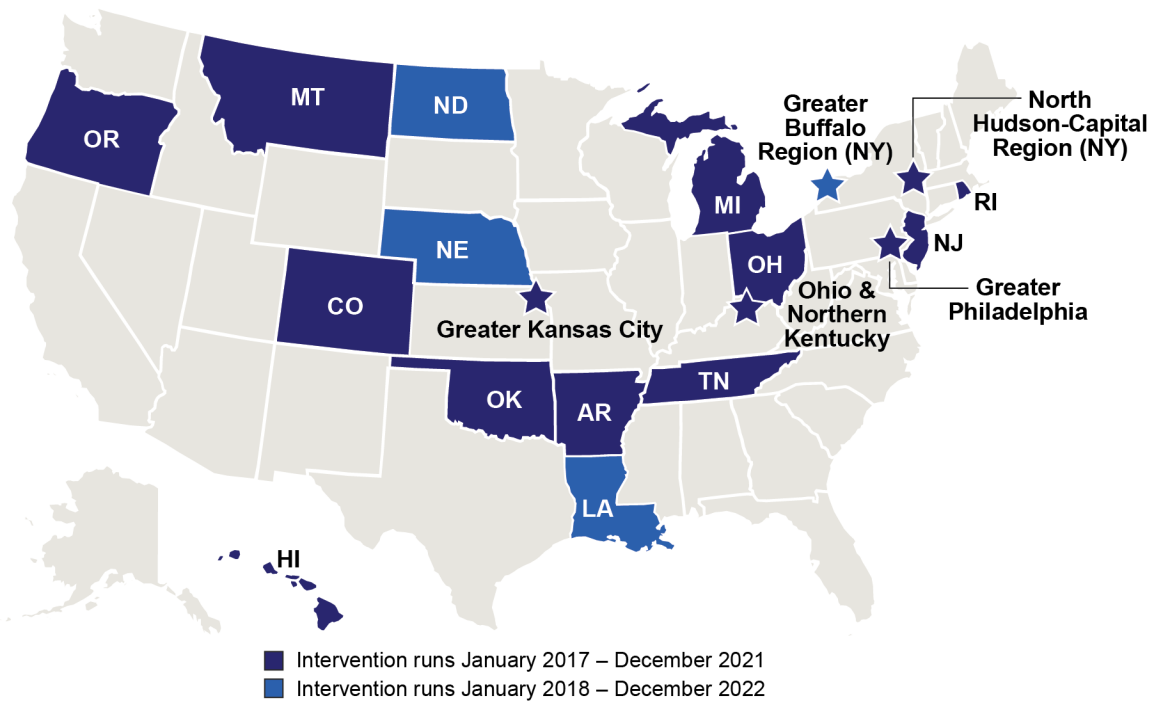 MT
ND
OR
Greater
Buffalo
Region (NY)
North
Hudson-Capital
Region (NY)
MI
RI
NE
OH
NJ
CO
Greater Kansas City
Ohio &
Northern
Kentucky
Greater
Philadelphia
TN
OK
AR
LA
HI
Intervention runs January 2017 – December 2021
Intervention runs January 2018 – December 2022